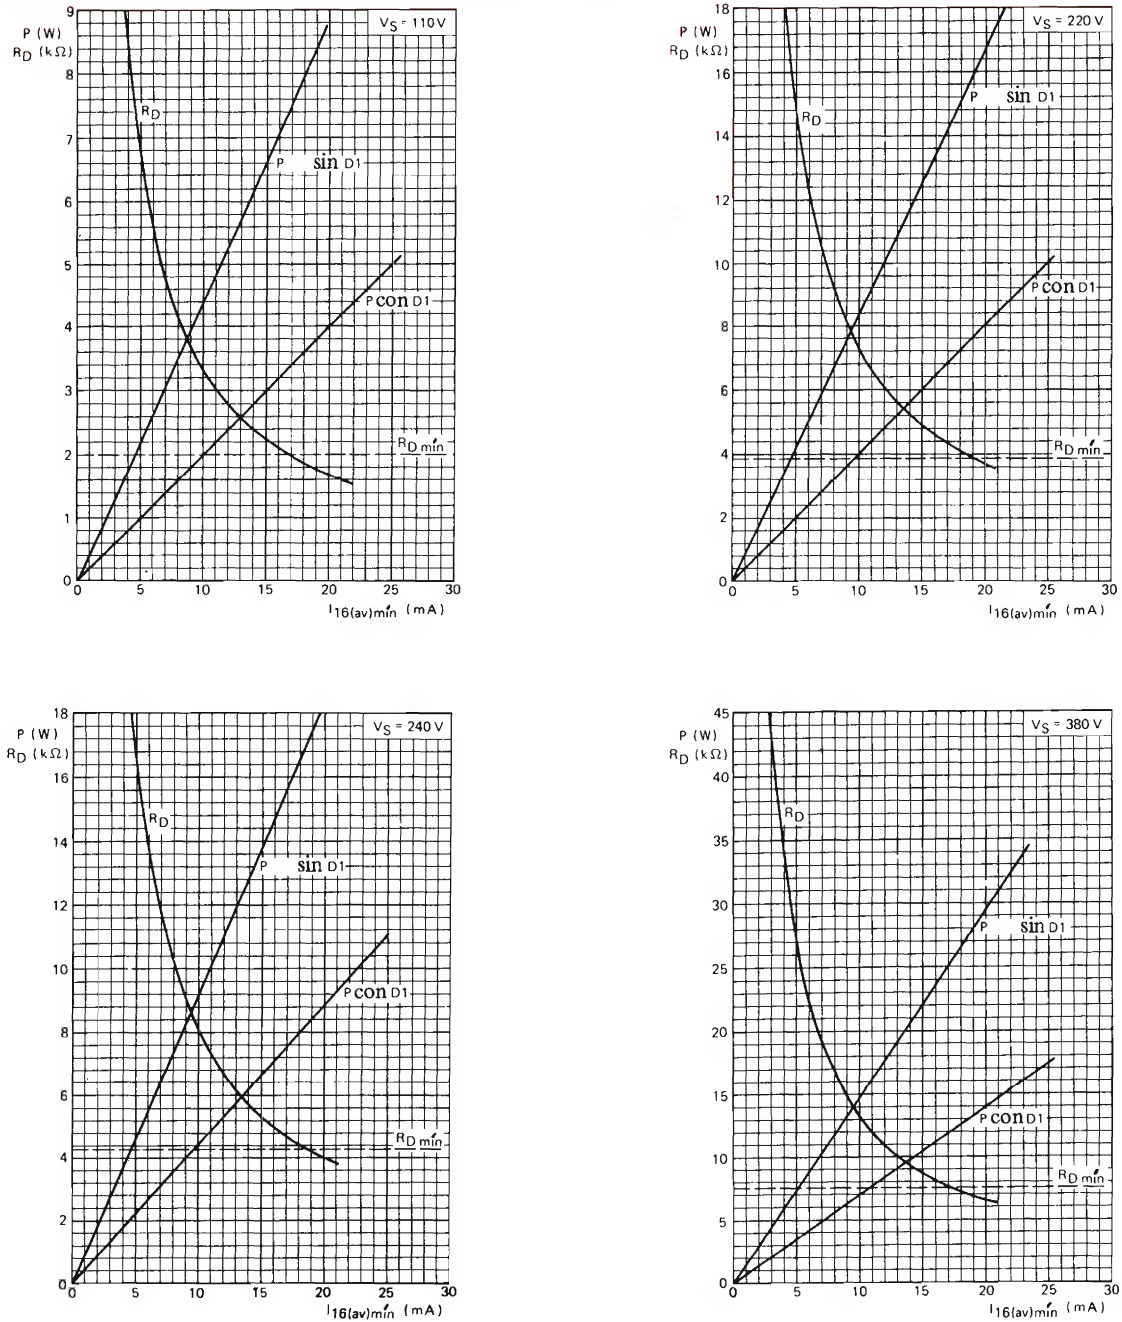 P (W)
R_D (kΩ)
V_S = 110 V
9
8
7
6
5
4
3
2
1
0
R_D
P sin D1
P con D1
R_D mín
0 5 10 15 20 25 30
I_16(av)mín (mA)
P (W)
R_D (kΩ)
V_S = 220 V
18
16
14
12
10
8
6
4
2
0
R_D
P sin D1
P con D1
R_D mín
0 5 10 15 20 25 30
I_16(av)mín (mA)
P (W)
R_D (kΩ)
V_S = 240 V
18
16
14
12
10
8
6
4
2
0
R_D
P sin D1
P con D1
R_D mín
0 5 10 15 20 25 30
I_16(av)mín (mA)
P (W)
R_D (kΩ)
V_S = 380 V
45
40
35
30
25
20
15
10
5
0
R_D
P sin D1
P con D1
R_D mín
0 5 10 15 20 25 30
I_16(av)mín (mA)